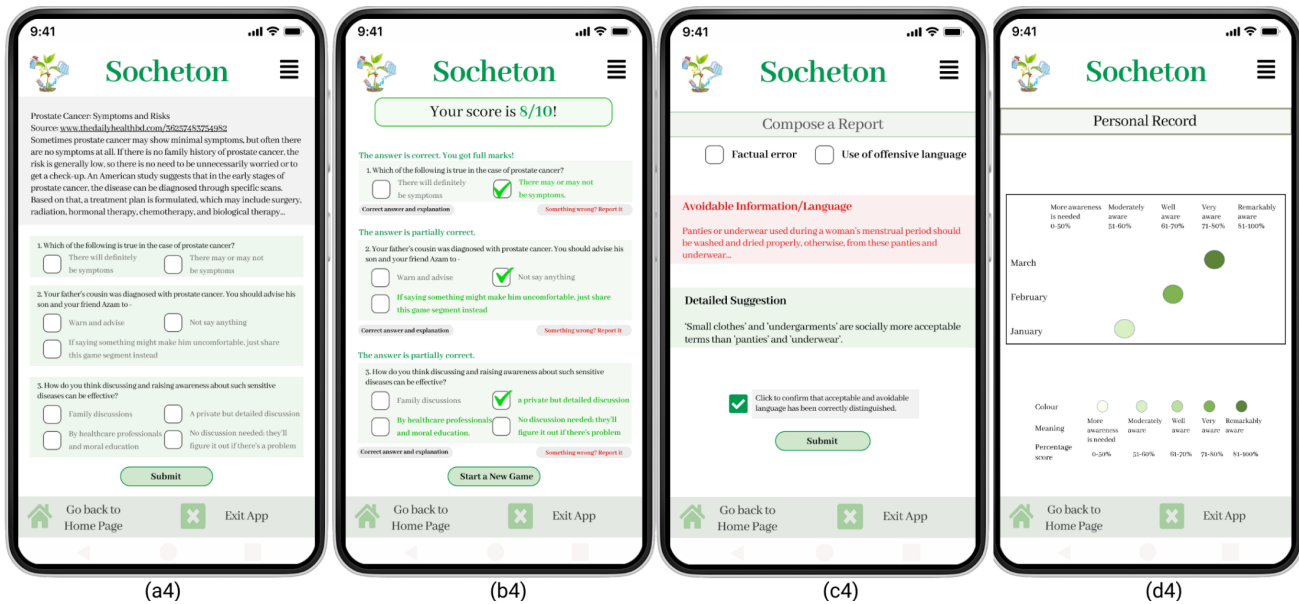 9:41
Socheton
Prostate Cancer: Symptoms and Risks
Source: www.thedailyhealthbd.com/36257483754982
Sometimes prostate cancer may show minimal symptoms, but often there
are no symptoms at all. If there is no family history of prostate cancer, the
risk is generally low, so there is no need to be unnecessarily worried or to
get a check-up. An American study suggests that in the early stages of
prostate cancer, the disease can be diagnosed through specific scans.
Based on that, a treatment plan is formulated, which may include surgery,
radiation, hormonal therapy, chemotherapy, and biological therapy...
1. Which of the following is true in the case of prostate cancer?
There will definitely
be symptoms
There may or may not
be symptoms
2. Your father's cousin was diagnosed with prostate cancer. You should advise his
son and your friend Azam to -
Warn and advise
Not say anything
If saying something might make him uncomfortable, just share
this game segment instead
3. How do you think discussing and raising awareness about such sensitive
diseases can be effective?
Family discussions
A private but detailed discussion
By healthcare professionals
and moral education
No discussion needed; they'll
figure it out if there's a problem
Submit
Go back to
Home Page
Exit App
(a4)
9:41
Socheton
Your score is 8/10!
The answer is correct. You got full marks!
1. Which of the following is true in the case of prostate cancer?
There will definitely
be symptoms
There may or may not
be symptoms.
Correct answer and explanation
Something wrong? Report it
The answer is partially correct.
2. Your father's cousin was diagnosed with prostate cancer. You should advise his
son and your friend Azam to -
Warn and advise
Not say anything
If saying something might make him uncomfortable, just share
this game segment instead
Correct answer and explanation
Something wrong? Report it
The answer is partially correct.
3. How do you think discussing and raising awareness about such sensitive
diseases can be effective?
Family discussions
a private but detailed discussion
By healthcare professionals
and moral education.
No discussion needed; they'll
figure it out if there's problem
Correct answer and explanation
Something wrong? Report it
Start a New Game
Go back to
Home Page
Exit App
(b4)
9:41
Socheton
Compose a Report
Factual error
Use of offensive language
Avoidable Information/Language
Panties or underwear used during a woman's menstrual period should
be washed and dried properly, otherwise, from these panties and
underwear...
Detailed Suggestion
'Small clothes' and 'undergarments' are socially more acceptable
terms than 'panties' and 'underwear'.
Click to confirm that acceptable and avoidable
language has been correctly distinguished.
Submit
Go back to
Home Page
Exit App
(c4)
9:41
Socheton
Personal Record
More awareness
is needed
0-50%
Moderately
aware
51-60%
Well
aware
61-70%
Very
aware
71-80%
Remarkably
aware
81-100%
March
February
January
Colour
Meaning
More
awareness
is needed
Moderately
aware
Well
aware
Very
aware
Remarkably
aware
Percentage
score
0-50%
51-60%
61-70%
71-80%
81-100%
Go back to
Home Page
Exit App
(d4)